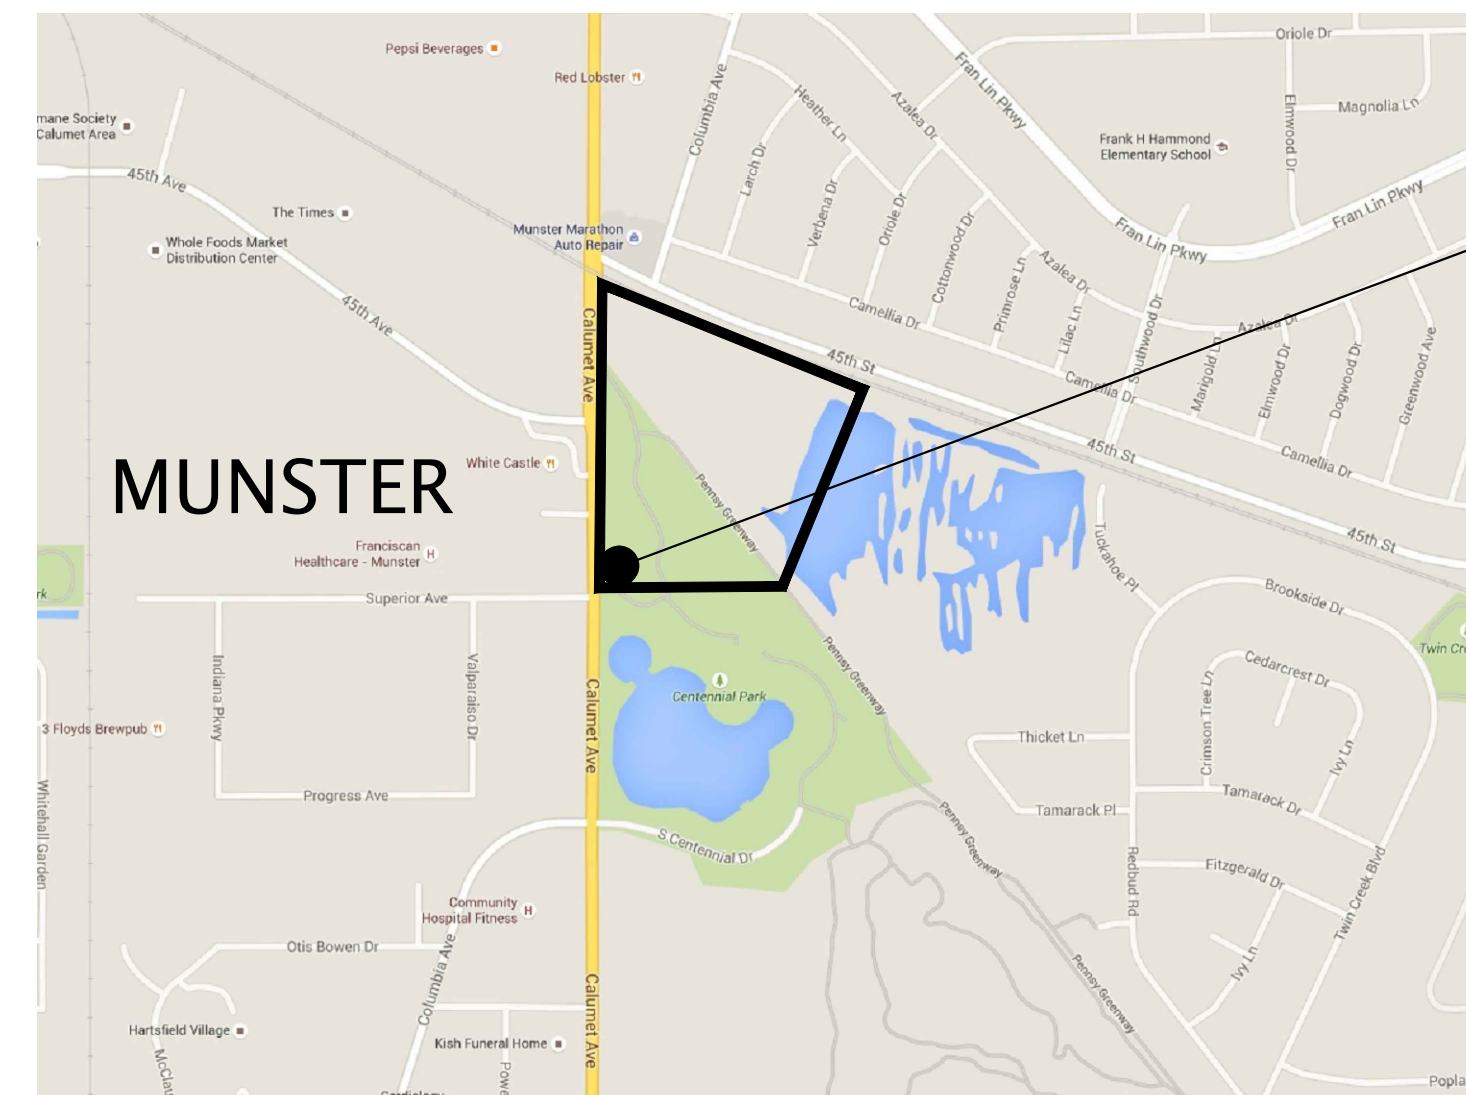 Pepsi Beverages
Red Lobster
Oriole Dr
Fran Lin Pkwy
Columbia Ave
Heather Ln
Azalea Dr
Elmwood Dr
Magnolia Ln
mane Society
Calumet Area
Frank H Hammond
Elementary School
45th Ave
Larch Dr
Verbena Dr
Oriole Dr
Cottonwood Dr
Fran Lin Pkwy
Fran Lin Pkwy
The Times
Whole Foods Market
Distribution Center
Munster Marathon
Auto Repair
Primrose Ln
Azalea Dr
Lilac Ln
Southwood Dr
Azalea Dr
45th Ave
Calumet Ave
Camellia Dr
45th St
Camellia Dr
Marigold Ln
Elmwood Dr
Dogwood Dr
Greenwood Ave
MUNSTER
White Castle
Pennsy Greenway
45th St
Camellia Dr
45th St
Franciscan
Healthcare - Munster
Tuckahoe Pl
rk
Superior Ave
Brookside Dr
Indiana Pkwy
Valparaiso Dr
Pennsy Greenway
Twin Cre
Calumet Ave
Centennial Park
Cedarcrest Dr
Crimson Tree Ln
Ivy Ln
3 Floyds Brewpub
Thicket Ln
Whitehall Garden
Progress Ave
Tamarack Pl
Tamarack Dr
S Centennial Dr
Pennsy Greenway
Redbud Rd
Fitzgerald Dr
Twin Creek Blvd
Community
Hospital Fitness
Otis Bowen Dr
Columbia Ave
Calumet Ave
Pennsy Greenway
Ivy Ln
Hartsfield Village
Kish Funeral Home
McClau
Powe
Popla